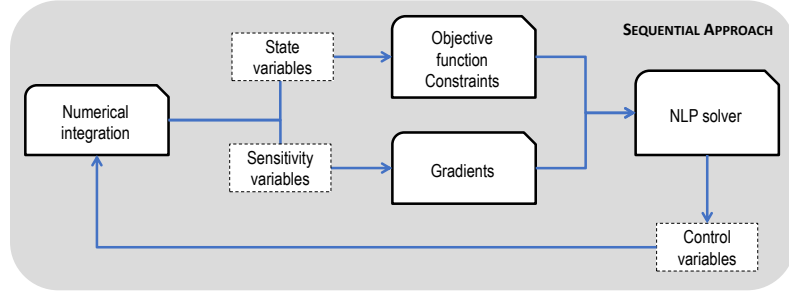 SEQUENTIAL APPROACH
State
variables
Objective
function
Constraints
Numerical
integration
NLP solver
Sensitivity
variables
Gradients
Control
variables